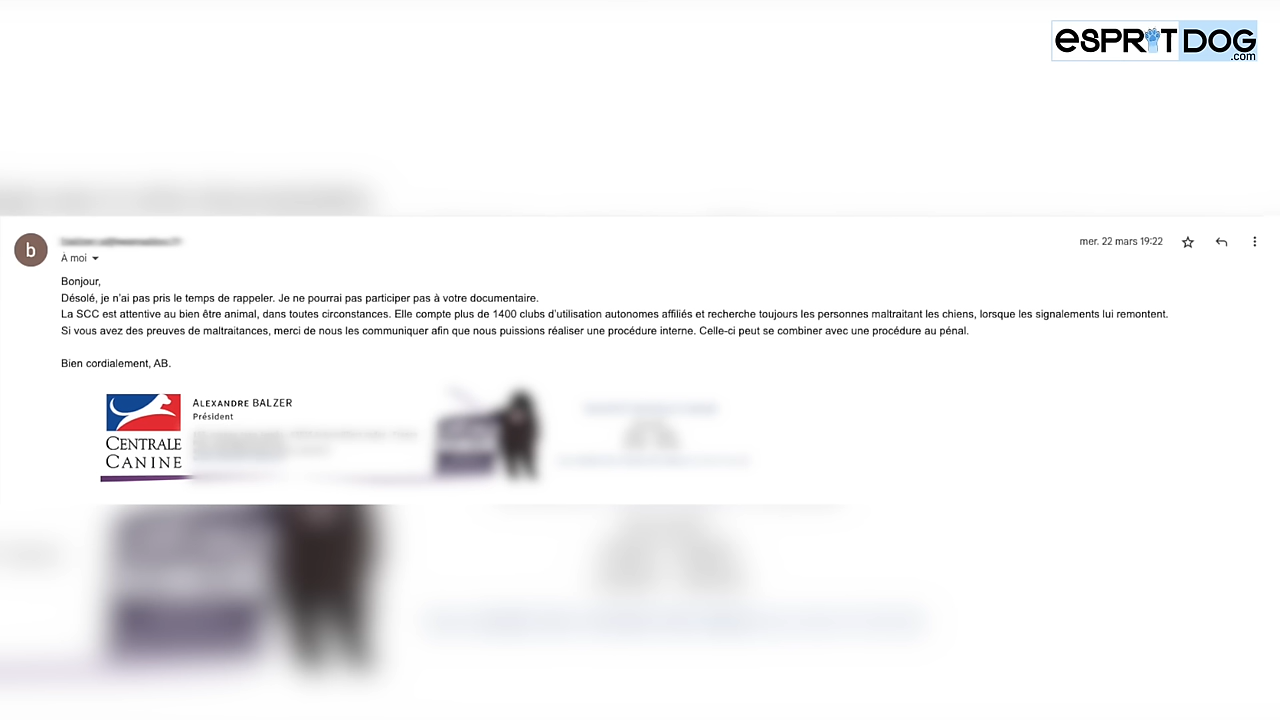 ESPRIT DOG
.com
b
mer. 22 mars 19:22
À moi
Bonjour,
Désolé, je n'ai pas pris le temps de rappeler. Je ne pourrai pas participer pas à votre documentaire.
La SCC est attentive au bien être animal, dans toutes circonstances. Elle compte plus de 1400 clubs d'utilisation autonomes affiliés et recherche toujours les personnes maltraitant les chiens, lorsque les signalements lui remontent.
Si vous avez des preuves de maltraitances, merci de nous les communiquer afin que nous puissions réaliser une procédure interne. Celle-ci peut se combiner avec une procédure au pénal.
Bien cordialement, AB.
ALEXANDRE BALZER
Président
CENTRALE
CANINE